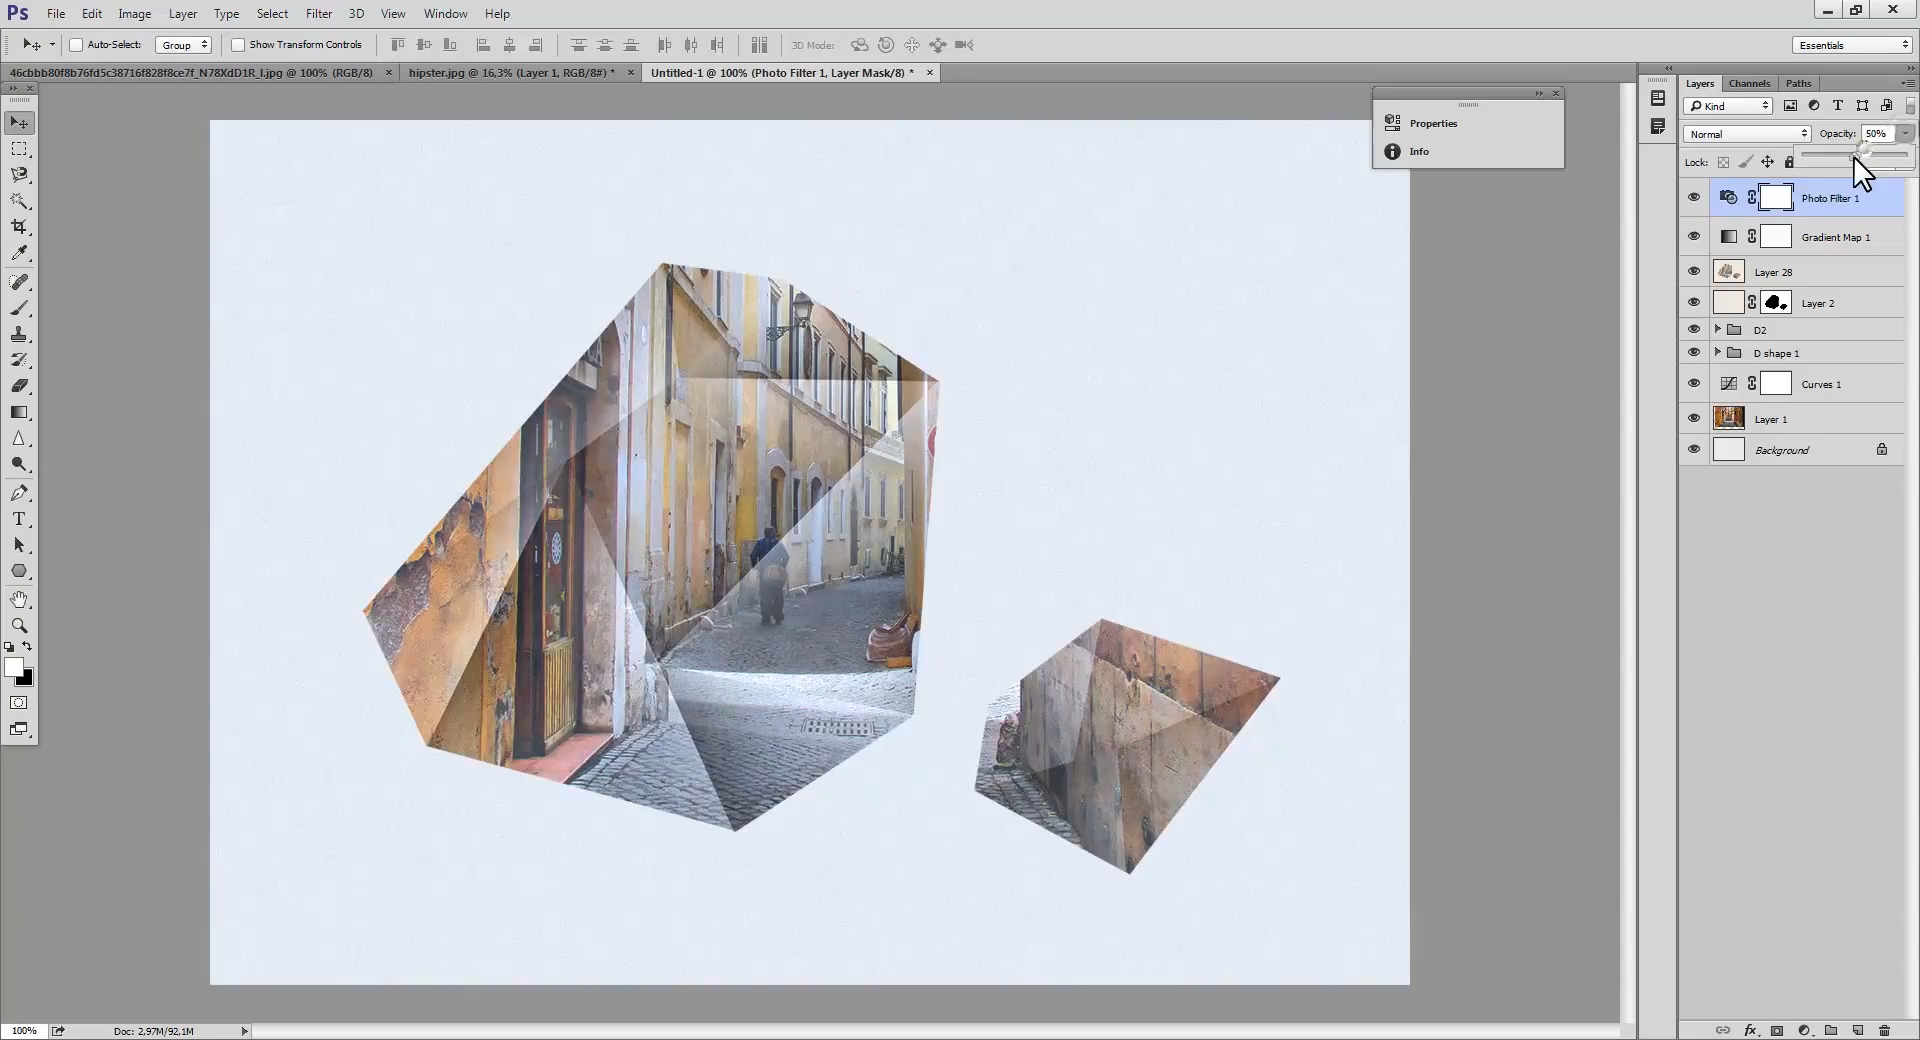 Ps File Edit Image Layer Type Select Filter 3D View Window Help
Auto-Select: Group Show Transform Controls 3D Mode: Essentials
46cbbb80f8b76fd5c38716f828f8ce7f_N78XdD1R_l.jpg @ 100% (RGB/8) × hipster.jpg @ 16,3% (Layer 1, RGB/8#) * × Untitled-1 @ 100% (Photo Filter 1, Layer Mask/8) * ×
Layers Channels Paths
Kind
Properties
Normal Opacity: 50%
Info
Lock:
Photo Filter 1
Gradient Map 1
Layer 28
Layer 2
D2
D shape 1
Curves 1
Layer 1
Background
100% Doc: 2,97M/92,1M